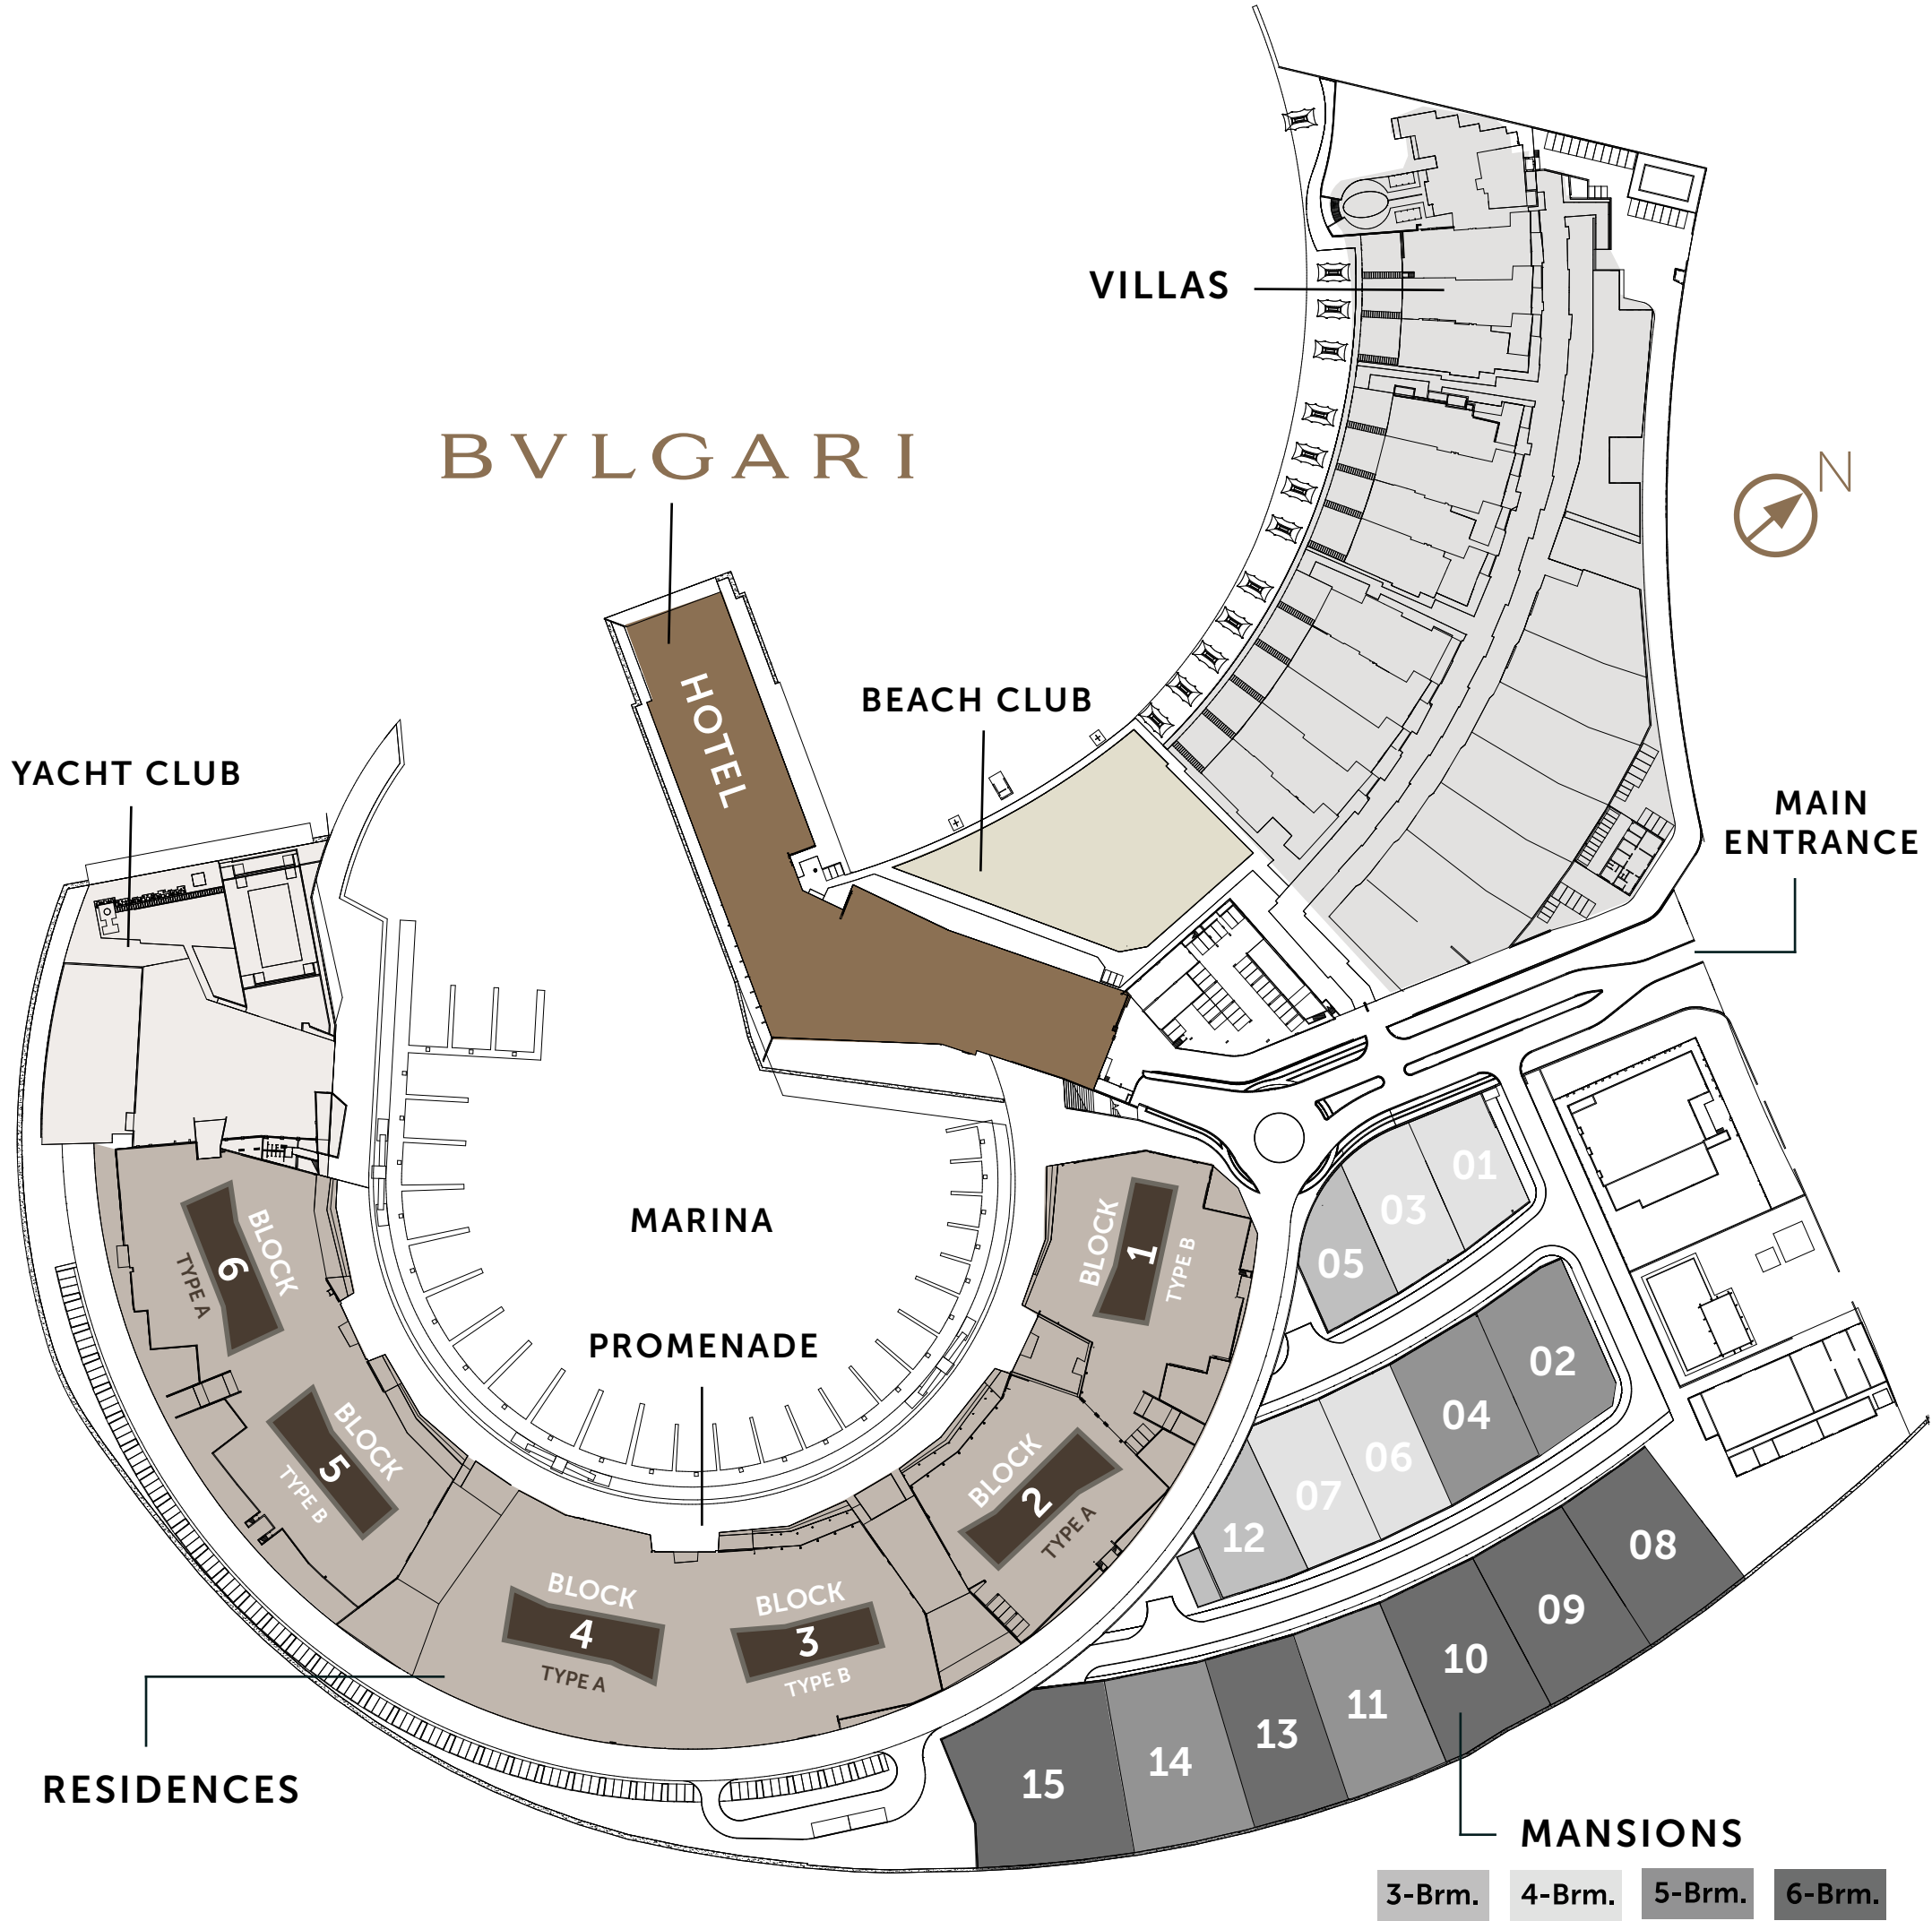 VILLAS
BVLGARI
N
HOTEL
BEACH CLUB
YACHT CLUB
MAIN
ENTRANCE
MARINA
PROMENADE
BLOCK
1
TYPE B
BLOCK
2
TYPE A
BLOCK
3
TYPE B
BLOCK
4
TYPE A
BLOCK
5
TYPE B
BLOCK
6
TYPE A
01
03
05
02
04
06
07
12
08
09
10
11
13
14
15
RESIDENCES
MANSIONS
3-Brm.
4-Brm.
5-Brm.
6-Brm.